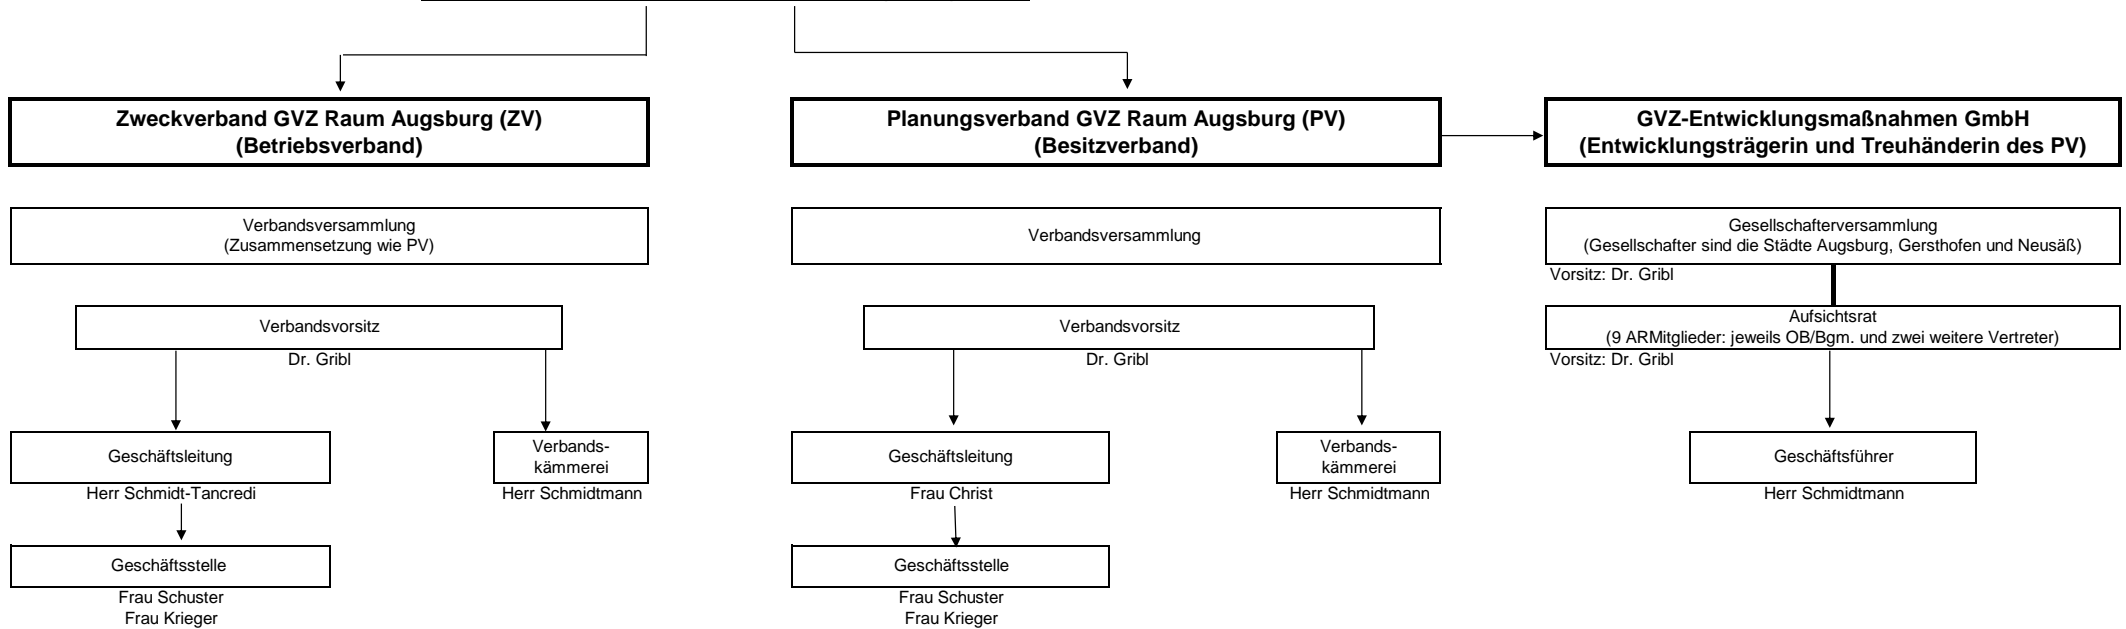 Zweckverband GVZ Raum Augsburg (ZV)
(Betriebsverband)
Verbandsversammlung
(Zusammensetzung wie PV)
Verbandsvorsitz
Dr. Gribl
Geschäftsleitung
Herr Schmidt-Tancredi
Verbands-
kämmerei
Herr Schmidtmann
Geschäftsstelle
Frau Schuster
Frau Krieger
Planungsverband GVZ Raum Augsburg (PV)
(Besitzverband)
Verbandsversammlung
Verbandsvorsitz
Dr. Gribl
Geschäftsleitung
Frau Christ
Verbands-
kämmerei
Herr Schmidtmann
Geschäftsstelle
Frau Schuster
Frau Krieger
GVZ-Entwicklungsmaßnahmen GmbH
(Entwicklungsträgerin und Treuhänderin des PV)
Gesellschafterversammlung
(Gesellschafter sind die Städte Augsburg, Gersthofen und Neusäß)
Vorsitz: Dr. Gribl
Aufsichtsrat
(9 ARMitglieder: jeweils OB/Bgm. und zwei weitere Vertreter)
Vorsitz: Dr. Gribl
Geschäftsführer
Herr Schmidtmann